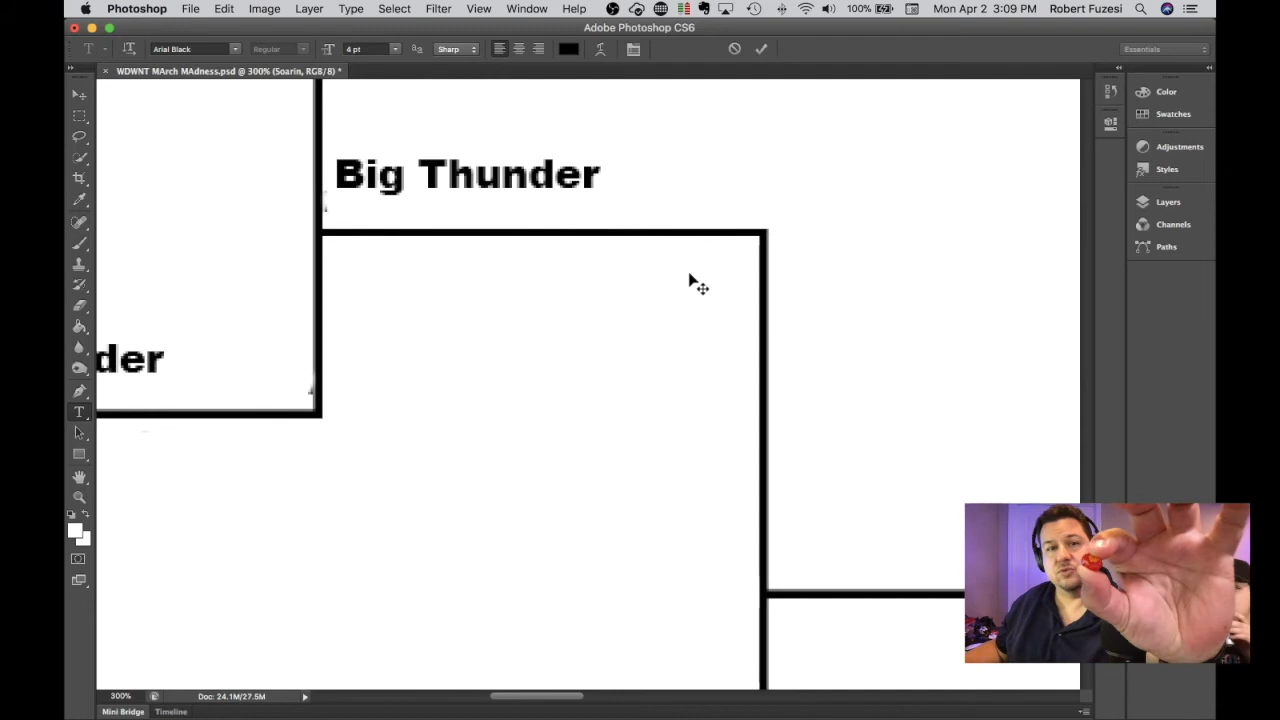 Photoshop File Edit Image Layer Type Select Filter View Window Help 100% Mon Apr 2 3:09 PM Robert Fuzesi
Adobe Photoshop CS6
T Arial Black Regular 4 pt Sharp Essentials
WDWNT MArch MAdness.psd @ 300% (Soarin, RGB/8) *
Color
Swatches
Adjustments
Styles
Layers
Channels
Paths
Big Thunder
der
300% Doc: 24.1M/27.5M
Mini Bridge Timeline